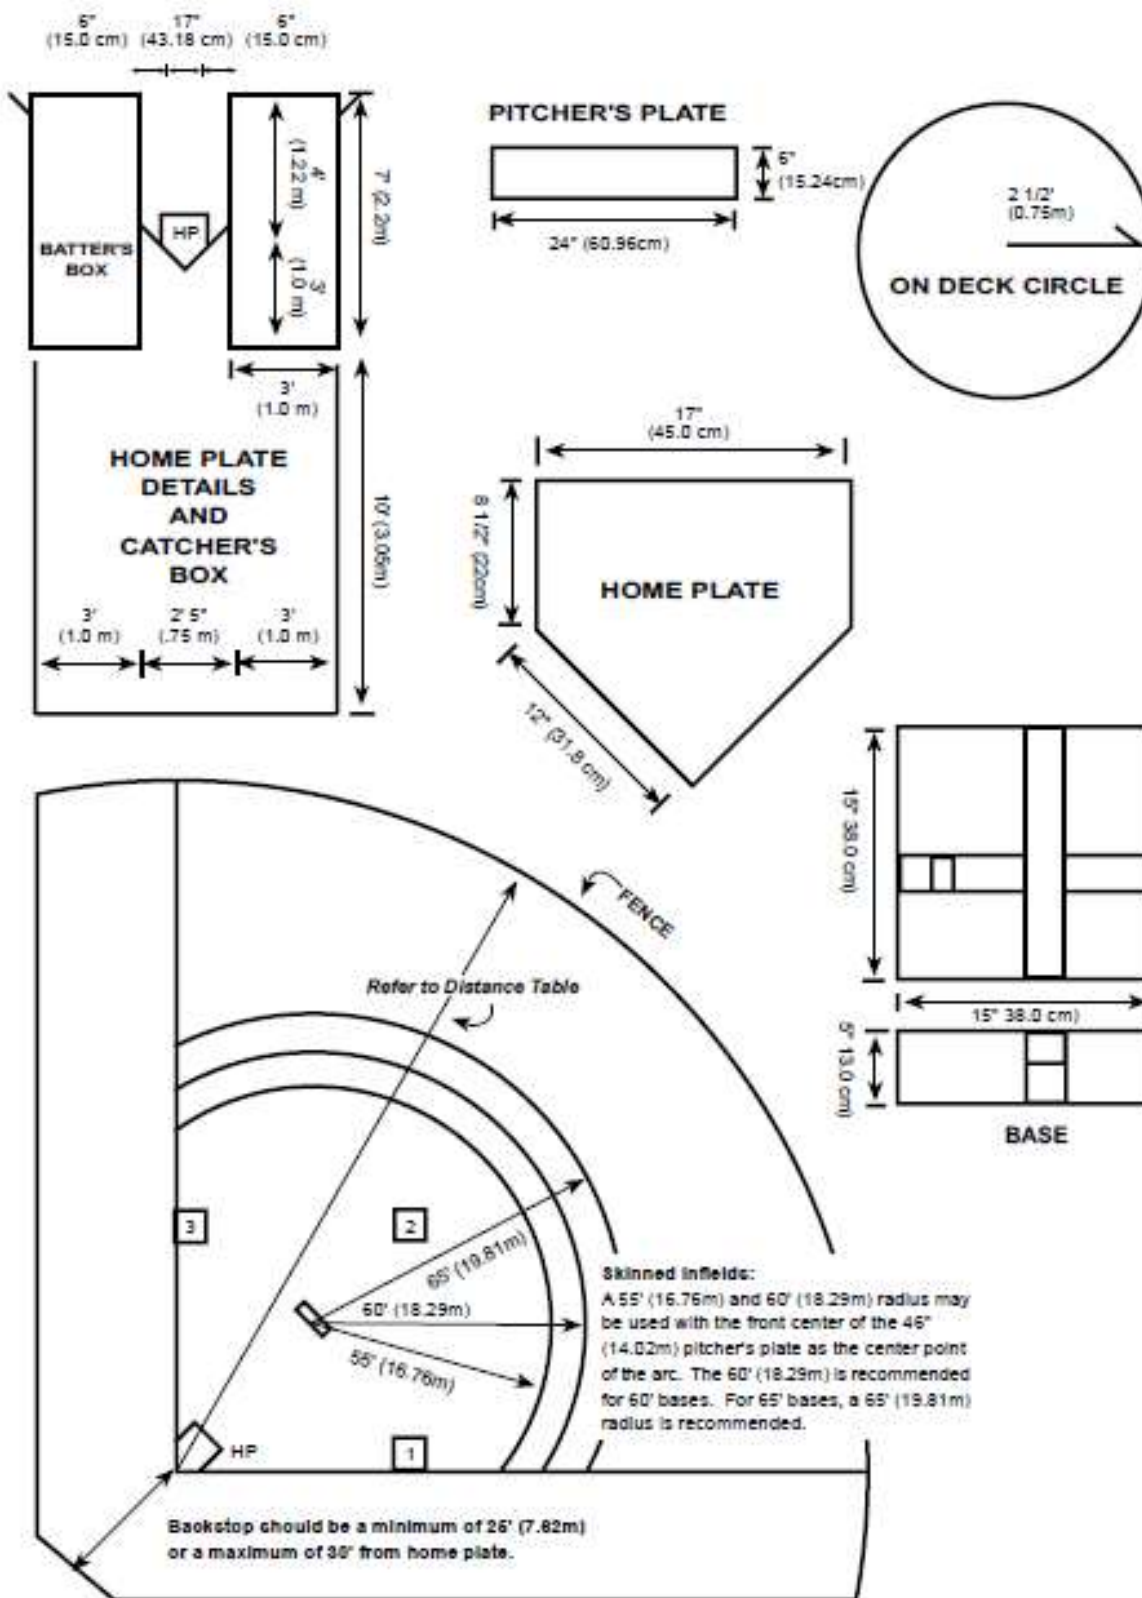 6" 17" 6"
(15.0 cm) (43.18 cm) (15.0 cm)
BATTER'S
BOX
HP
4'
(1.22 m)
3'
(1.0 m)
7' (2.2m)
3'
(1.0 m)
HOME PLATE
DETAILS
AND
CATCHER'S
BOX
10' (3.05m)
3' 2' 5" 3'
(1.0 m) (.75 m) (1.0 m)
PITCHER'S PLATE
6"
(15.24cm)
24" (60.96cm)
2 1/2'
(0.75m)
ON DECK CIRCLE
17"
(45.0 cm)
8 1/2" (22cm)
HOME PLATE
12" (31.8 cm)
15" 38.0 cm)
15" 38.0 cm)
5" 13.0 cm)
BASE
FENCE
Refer to Distance Table
3
2
65' (19.81m)
60' (18.29m)
55' (16.76m)
HP
1
Skinned Infields:
A 55' (16.76m) and 60' (18.29m) radius may
be used with the front center of the 46"
(14.02m) pitcher's plate as the center point
of the arc. The 60' (18.29m) is recommended
for 60' bases. For 65' bases, a 65' (19.81m)
radius is recommended.
Backstop should be a minimum of 25' (7.62m)
or a maximum of 30' from home plate.